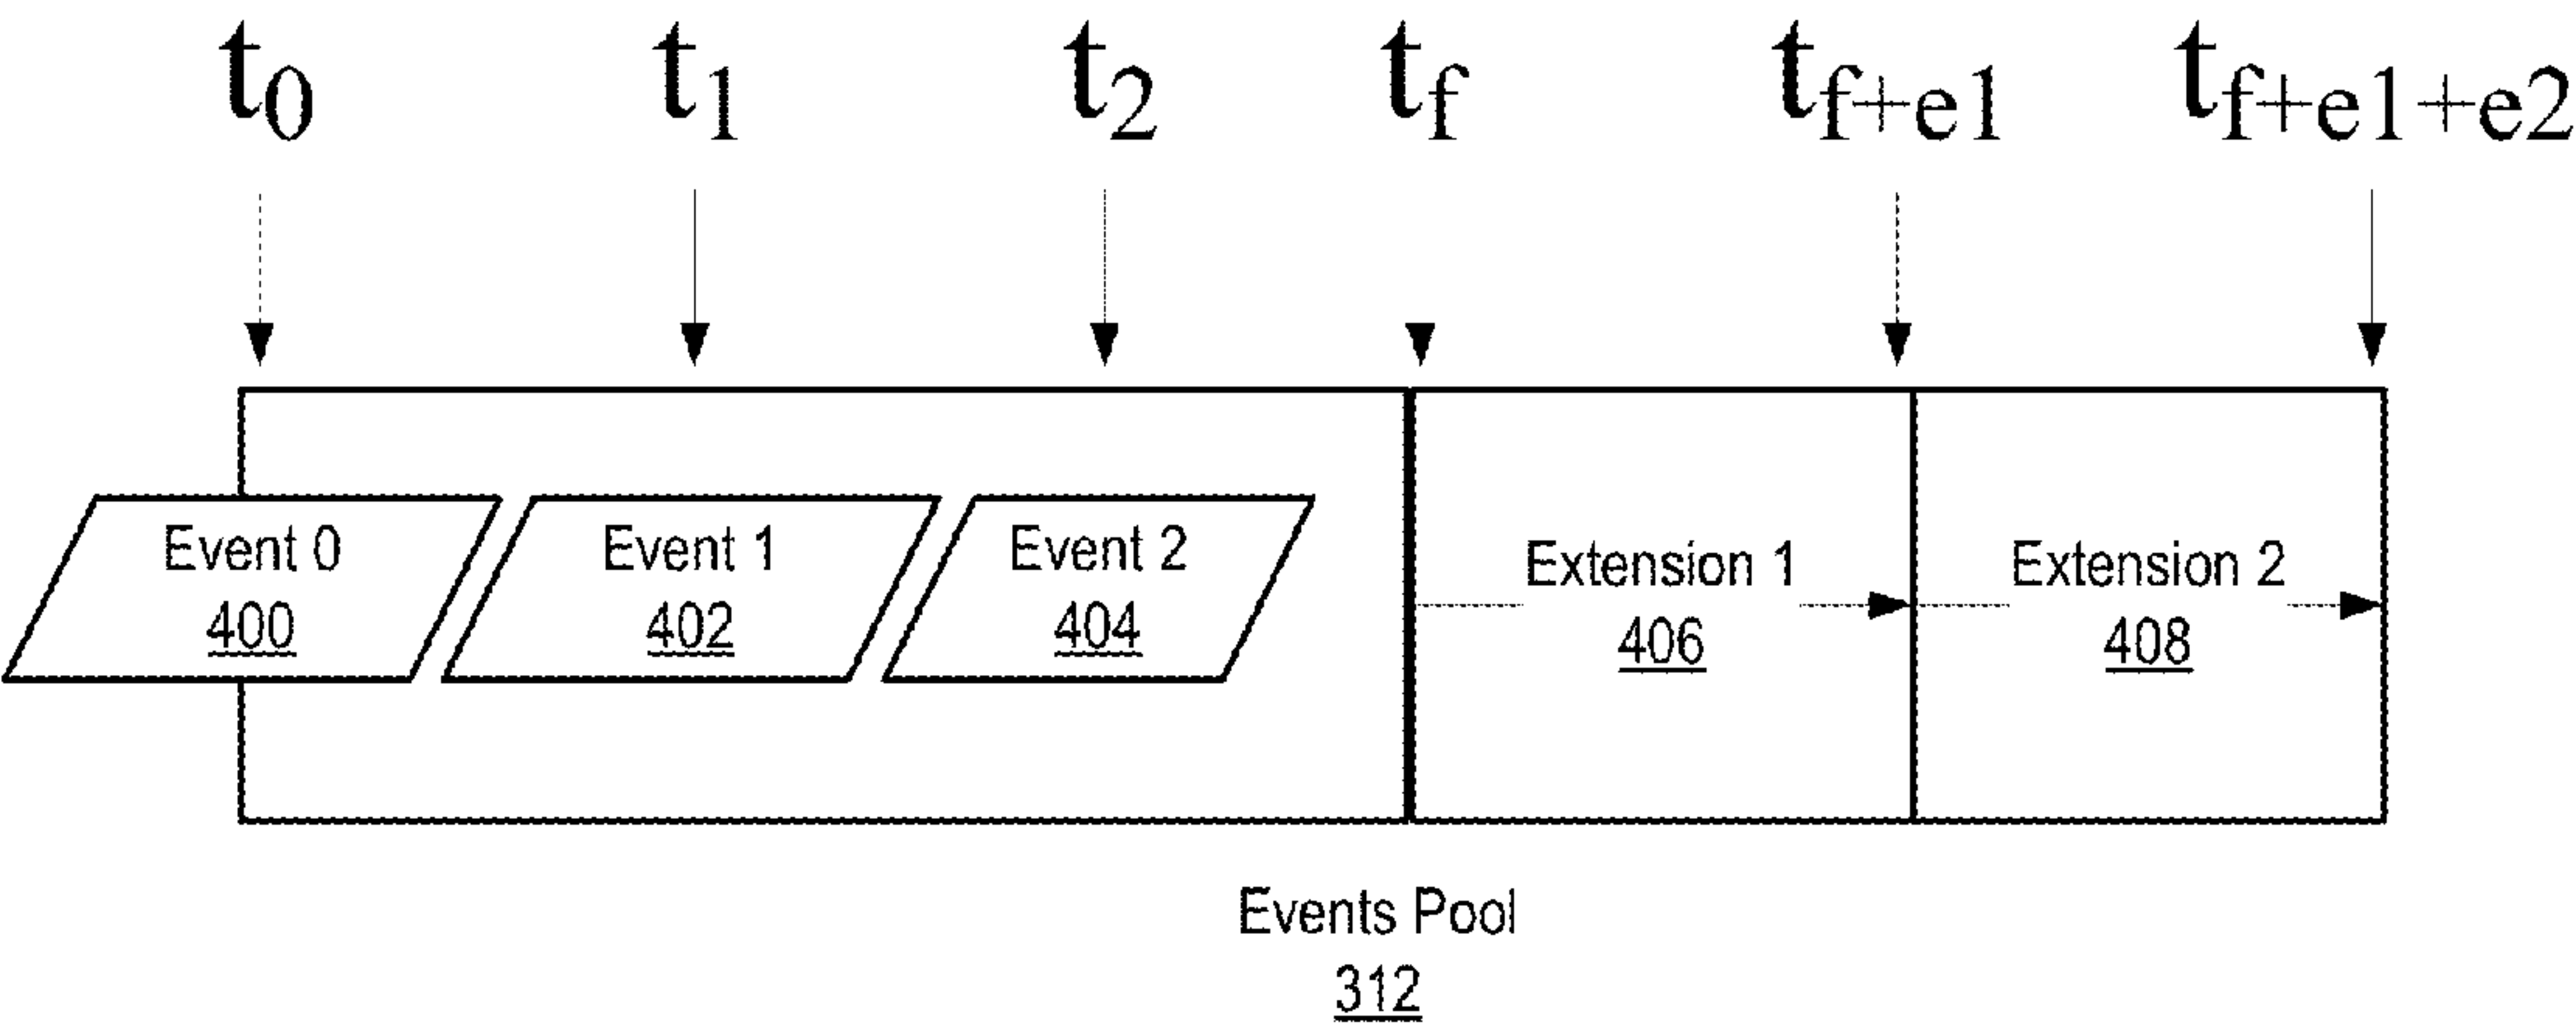 t0 t1 t2 tf tf+e1 tf+e1+e2
Event 0
400
Event 1
402
Event 2
404
Extension 1
406
Extension 2
408
Events Pool
312